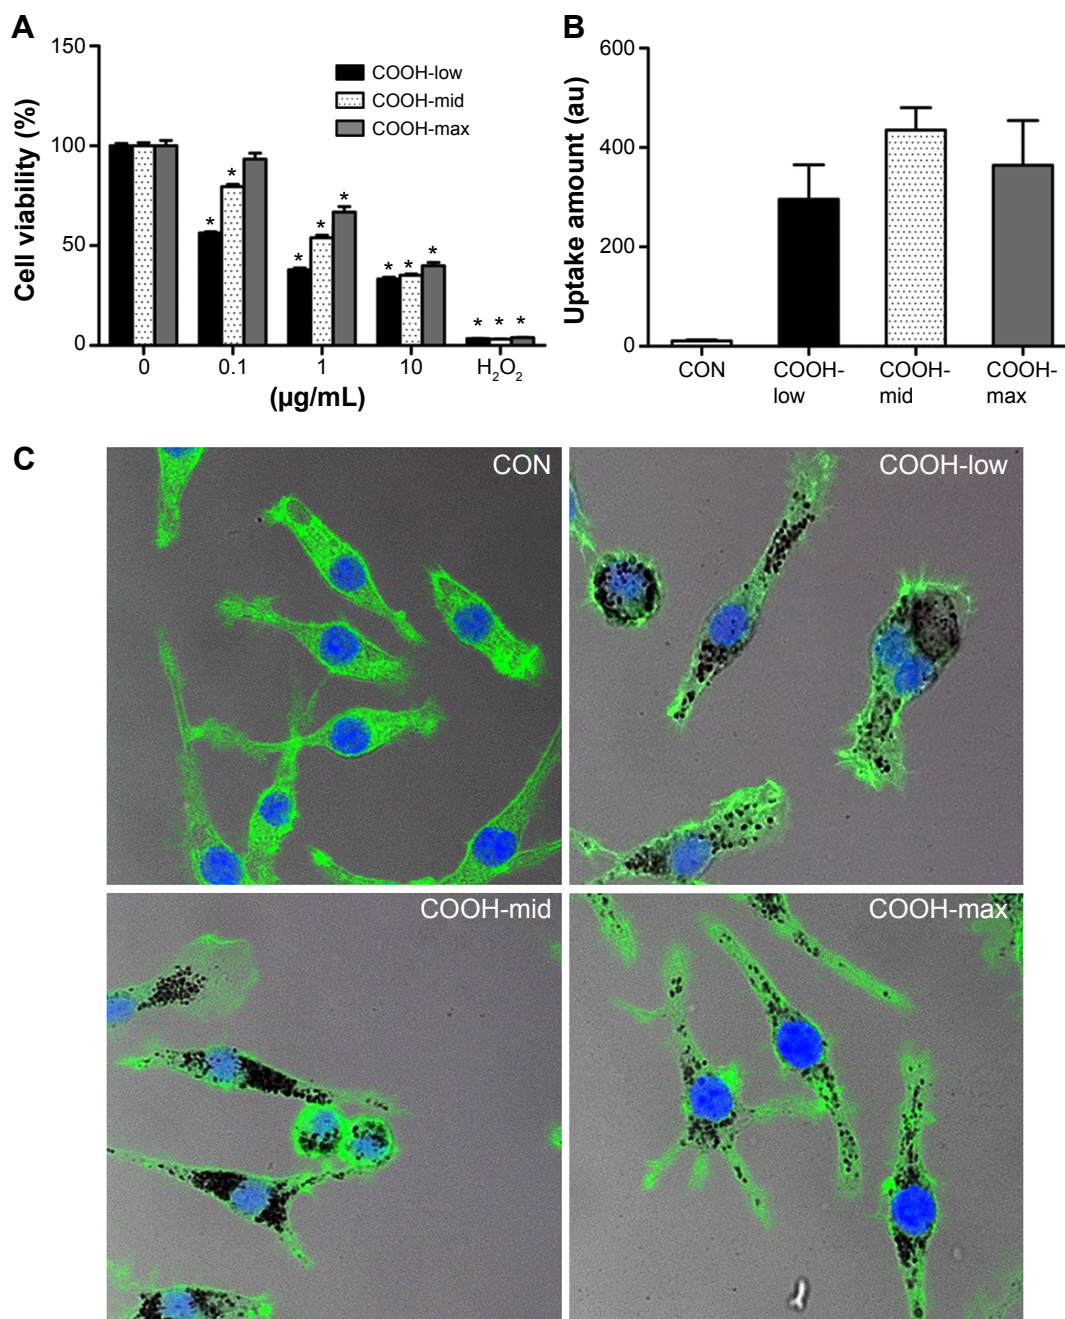 A
150
100
50
0
Cell viability (%)
COOH-low
COOH-mid
COOH-max
* * * * * * * * * * *
0 0.1 1 10 H₂O₂
(µg/mL)
B
600
400
200
0
Uptake amount (au)
CON COOH- COOH- COOH-
low mid max
C
CON
COOH-low
COOH-mid
COOH-max